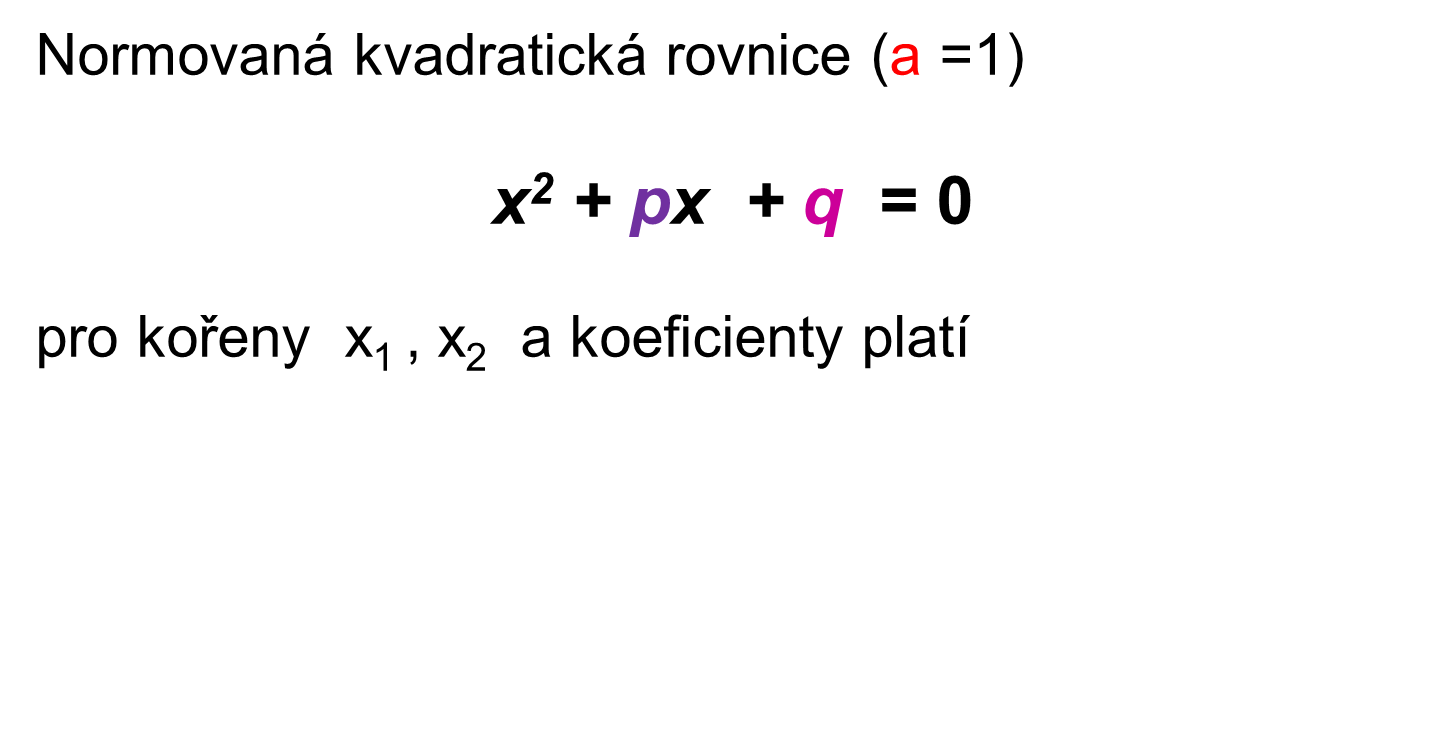 Normovaná kvadratická rovnice (a =1)
x² + px + q = 0
pro kořeny x₁ , x₂ a koeficienty platí